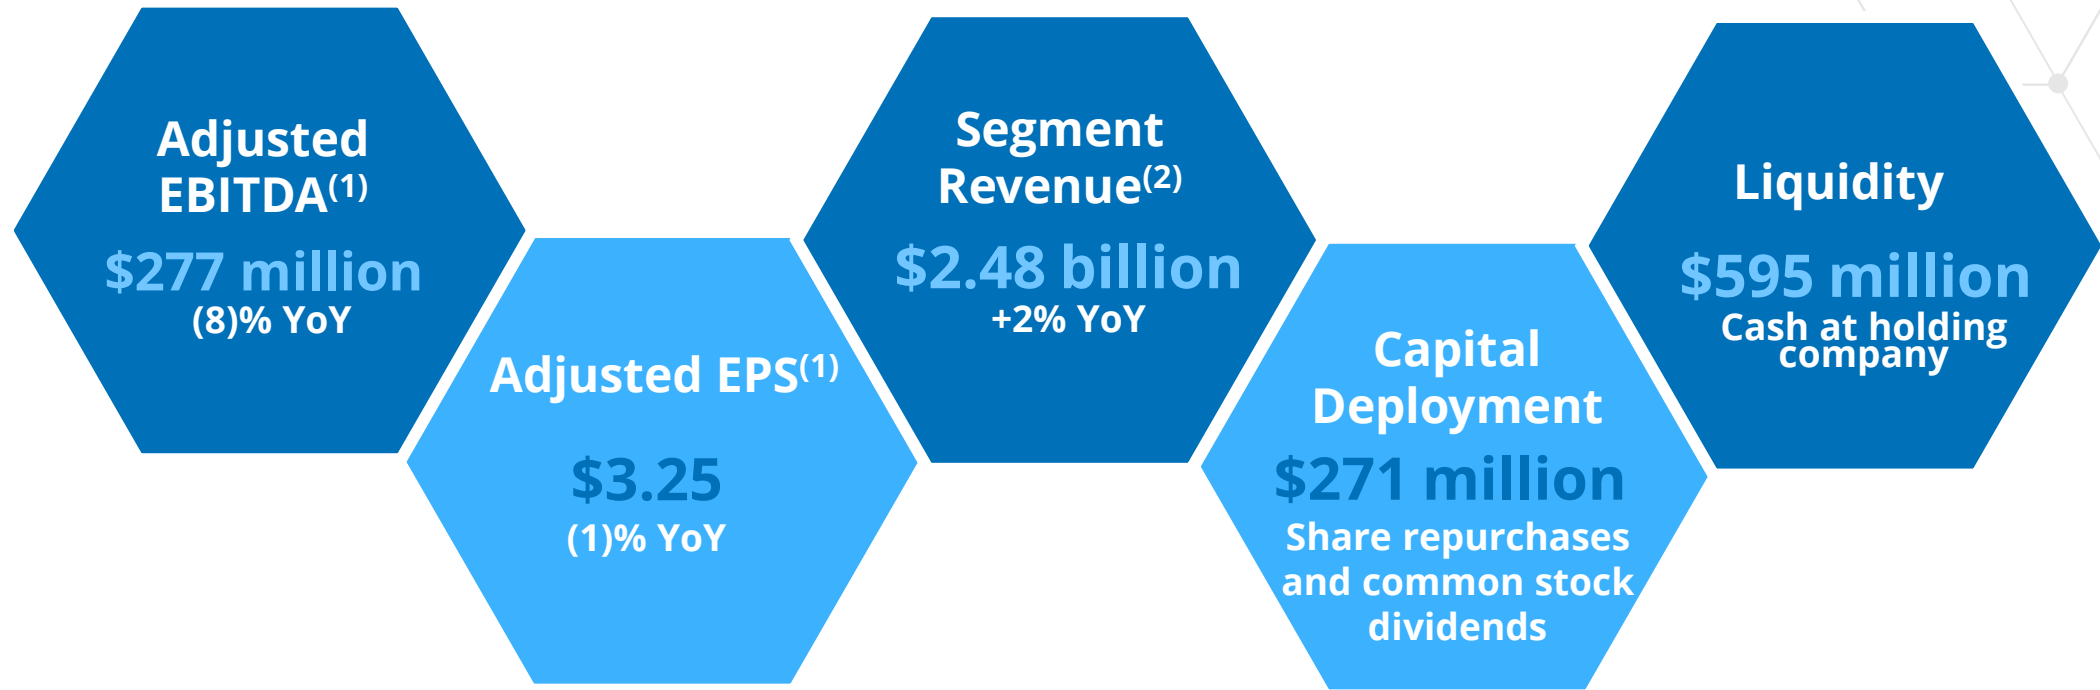 Adjusted
EBITDA(1)
$277 million
(8)% YoY
Adjusted EPS(1)
$3.25
(1)% YoY
Segment
Revenue(2)
$2.48 billion
+2% YoY
Capital
Deployment
$271 million
Share repurchases
and common stock
dividends
Liquidity
$595 million
Cash at holding
company